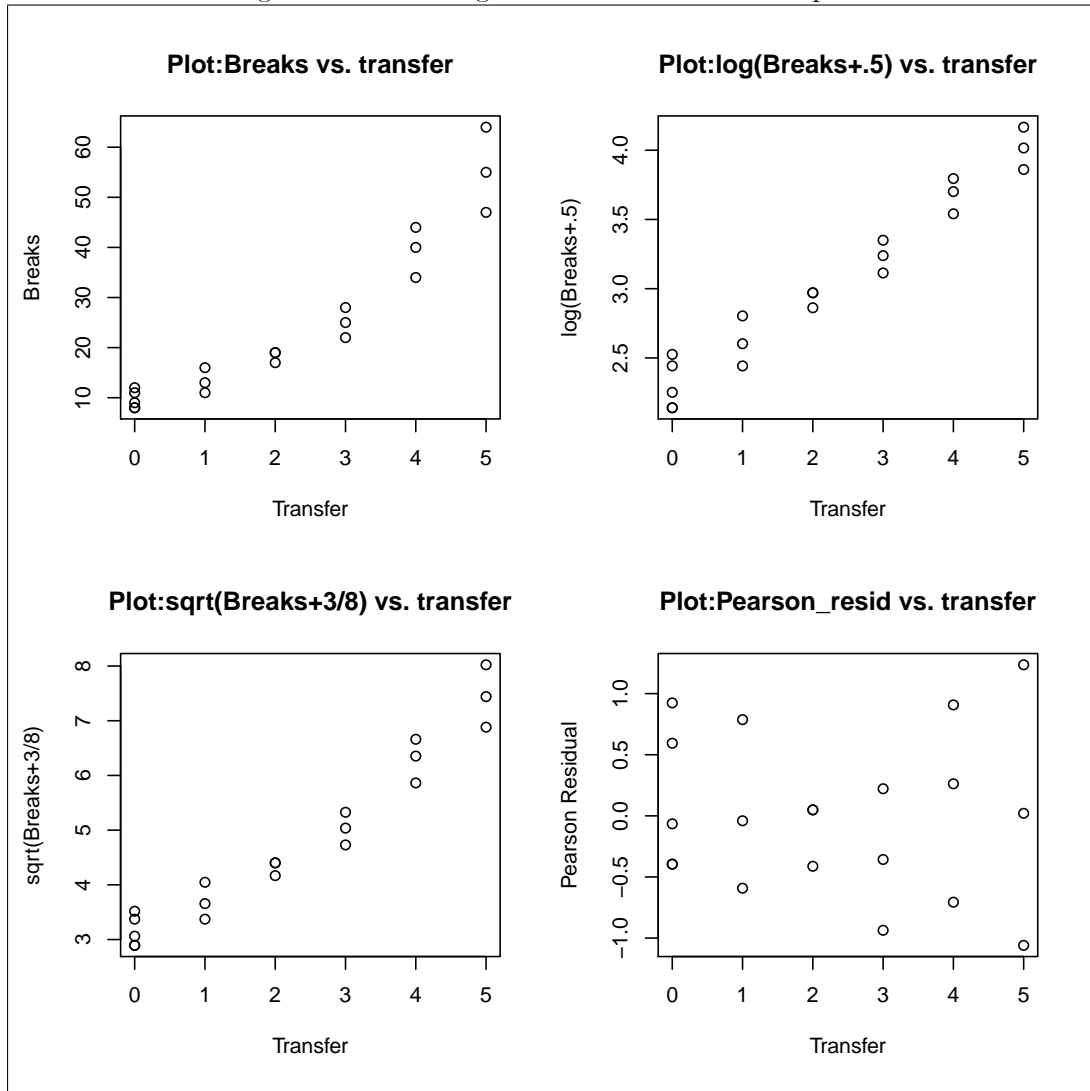 Plot:Breaks vs. transfer
Breaks
10 20 30 40 50 60
0 1 2 3 4 5
Transfer
Plot:log(Breaks+.5) vs. transfer
log(Breaks+.5)
2.5 3.0 3.5 4.0
0 1 2 3 4 5
Transfer
Plot:sqrt(Breaks+3/8) vs. transfer
sqrt(Breaks+3/8)
3 4 5 6 7 8
0 1 2 3 4 5
Transfer
Plot:Pearson_resid vs. transfer
Pearson Residual
−1.0 −0.5 0.0 0.5 1.0
0 1 2 3 4 5
Transfer